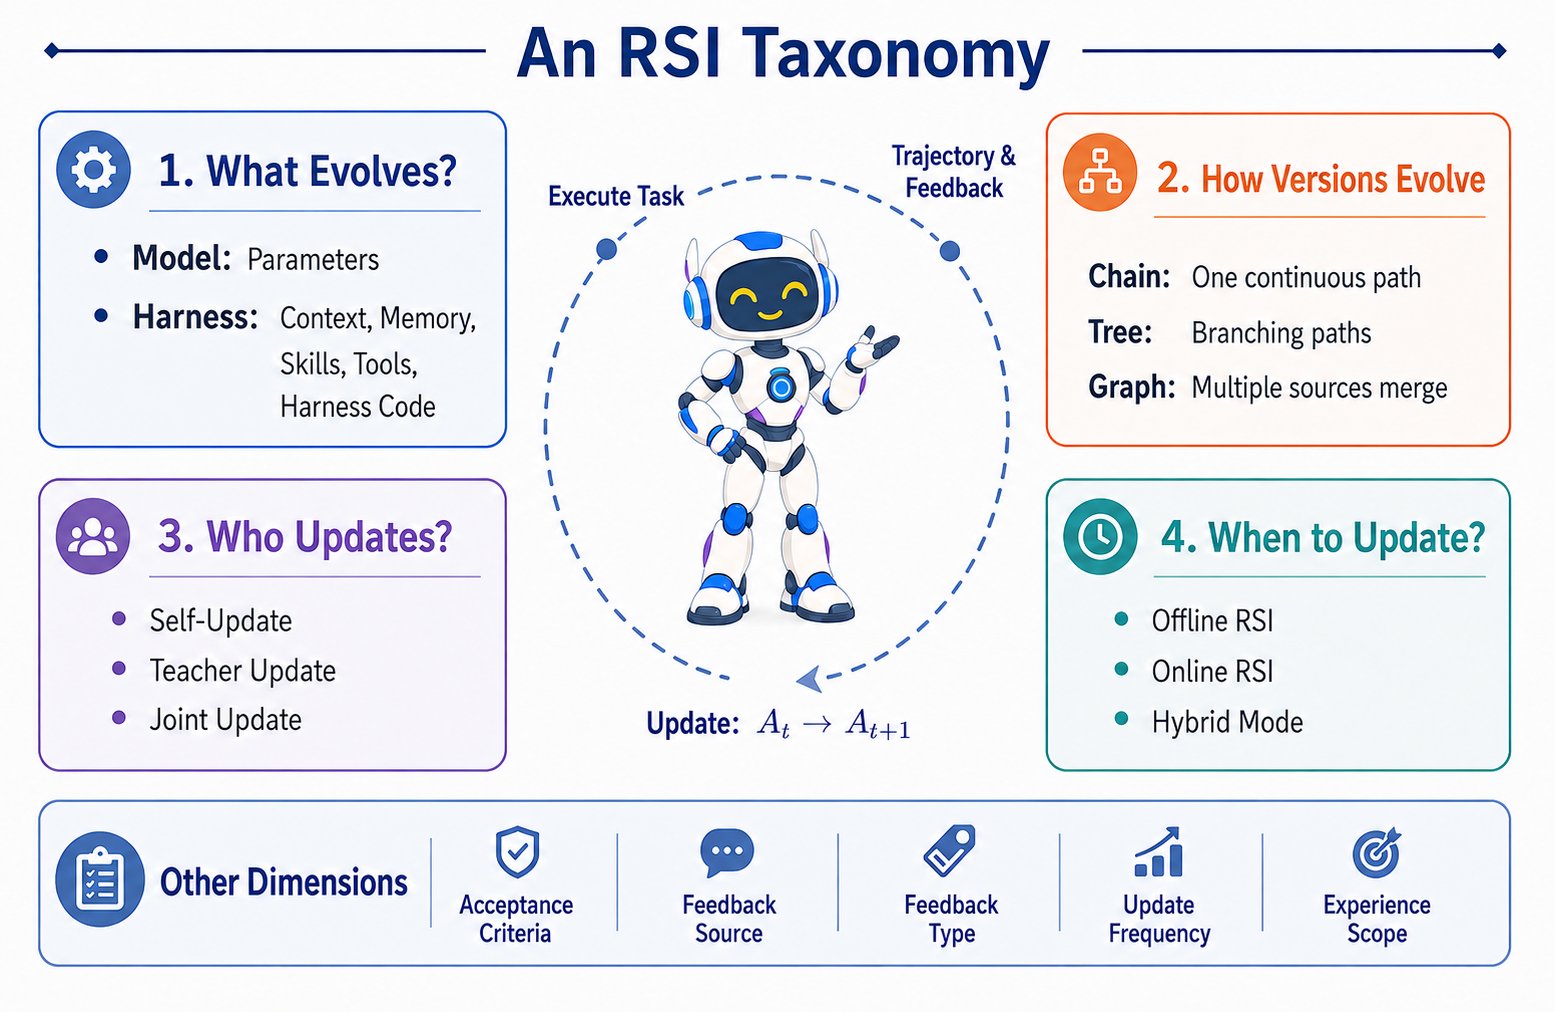 An RSI Taxonomy
1. What Evolves?
Model: Parameters
Harness: Context, Memory,
Skills, Tools,
Harness Code
Execute Task
Trajectory &
Feedback
Update: A_t → A_{t+1}
2. How Versions Evolve
Chain: One continuous path
Tree: Branching paths
Graph: Multiple sources merge
3. Who Updates?
Self-Update
Teacher Update
Joint Update
4. When to Update?
Offline RSI
Online RSI
Hybrid Mode
Other Dimensions
Acceptance
Criteria
Feedback
Source
Feedback
Type
Update
Frequency
Experience
Scope